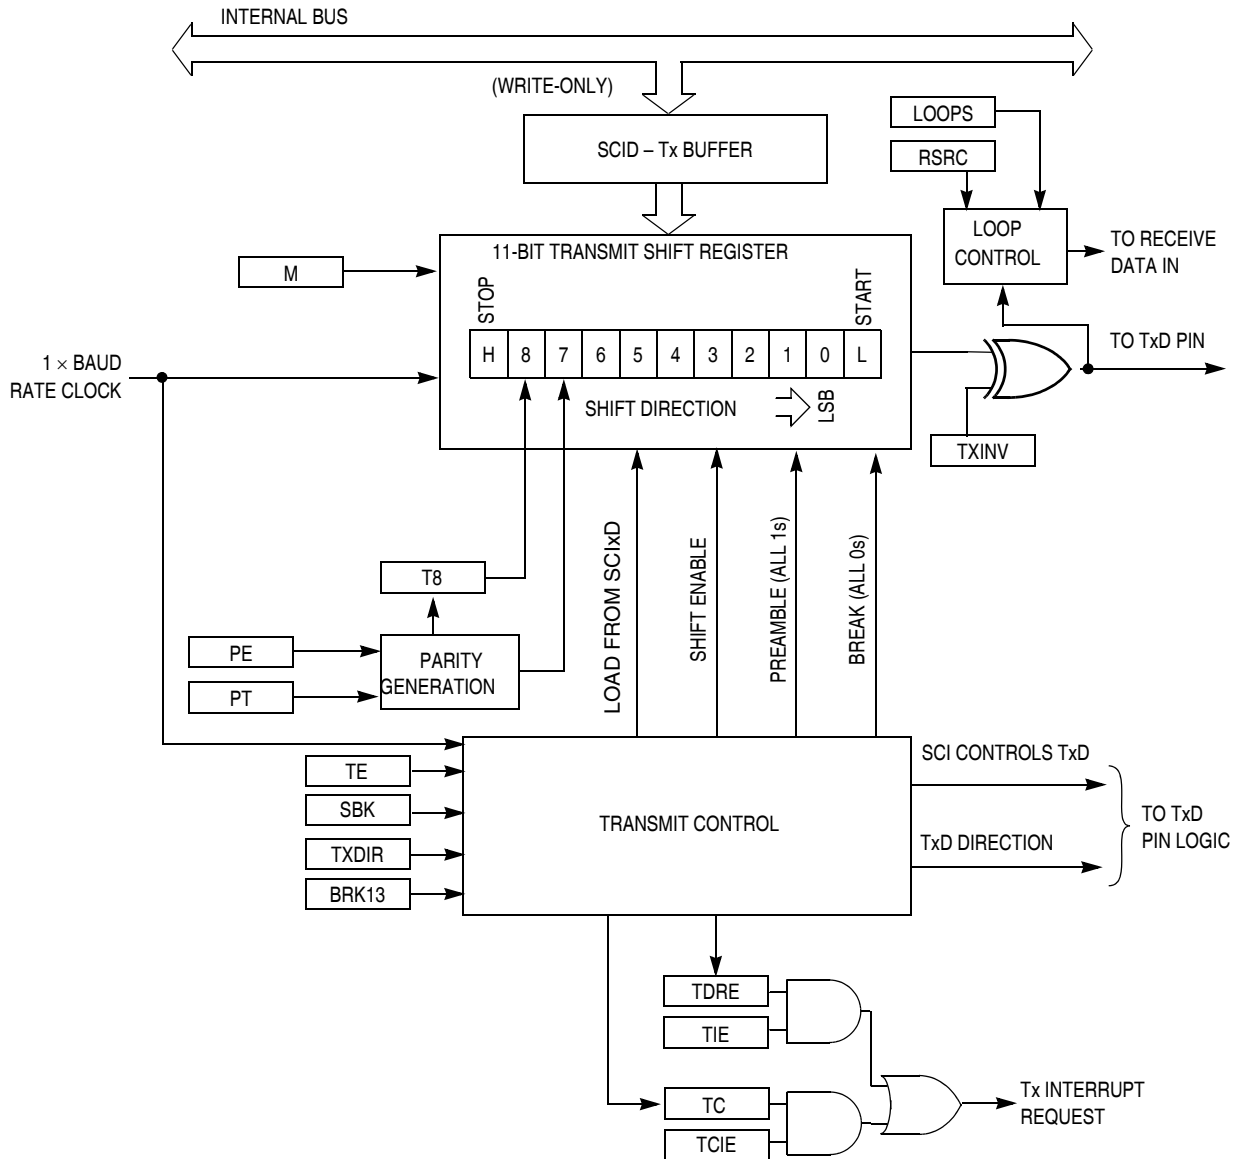 INTERNAL BUS
(WRITE-ONLY)
LOOPS
SCID – Tx BUFFER
RSRC
LOOP
CONTROL
TO RECEIVE
DATA IN
11-BIT TRANSMIT SHIFT REGISTER
M
STOP
START
H 8 7 6 5 4 3 2 1 0 L
TO TxD PIN
1 × BAUD
RATE CLOCK
SHIFT DIRECTION
LSB
TXINV
LOAD FROM SCIxD
SHIFT ENABLE
PREAMBLE (ALL 1s)
BREAK (ALL 0s)
T8
PE
PT
PARITY
GENERATION
TE
SBK
TXDIR
BRK13
TRANSMIT CONTROL
SCI CONTROLS TxD
TxD DIRECTION
TO TxD
PIN LOGIC
TDRE
TIE
TC
TCIE
Tx INTERRUPT
REQUEST